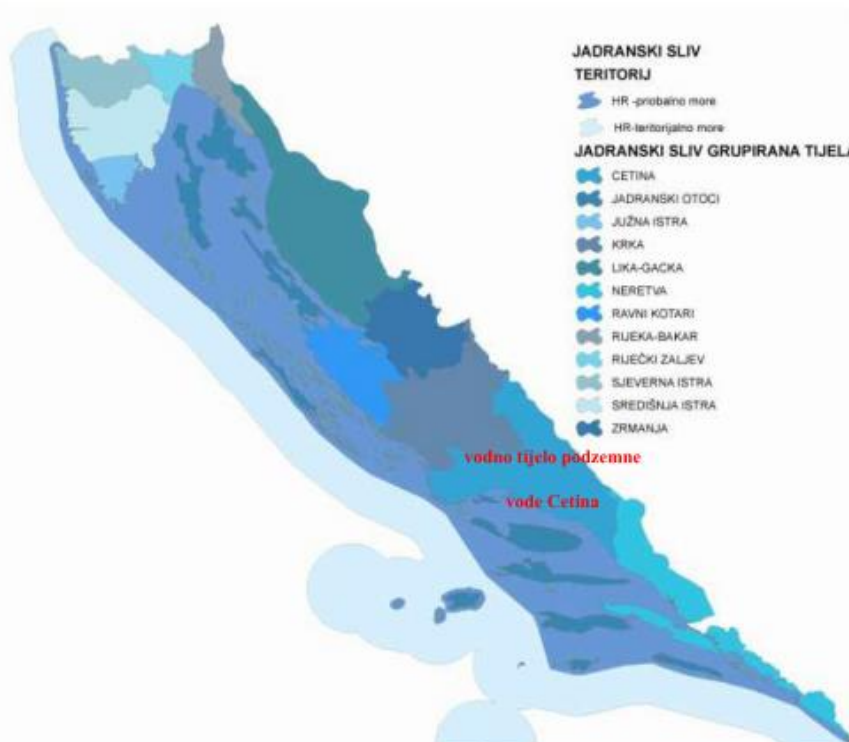 JADRANSKI SLIV
TERITORIJ
HR -priobalno more
HR-teritorijalno more
JADRANSKI SLIV GRUPIRANA TIJELA
CETINA
JADRANSKI OTOCI
JUŽNA ISTRA
KRKA
LIKA-GACKA
NERETVA
RAVNI KOTARI
RIJEKA-BAKAR
RIJEČKI ZALJEV
SJEVERNA ISTRA
SREDIŠNJA ISTRA
ZRMANJA
vodno tijelo podzemne
vode Cetina